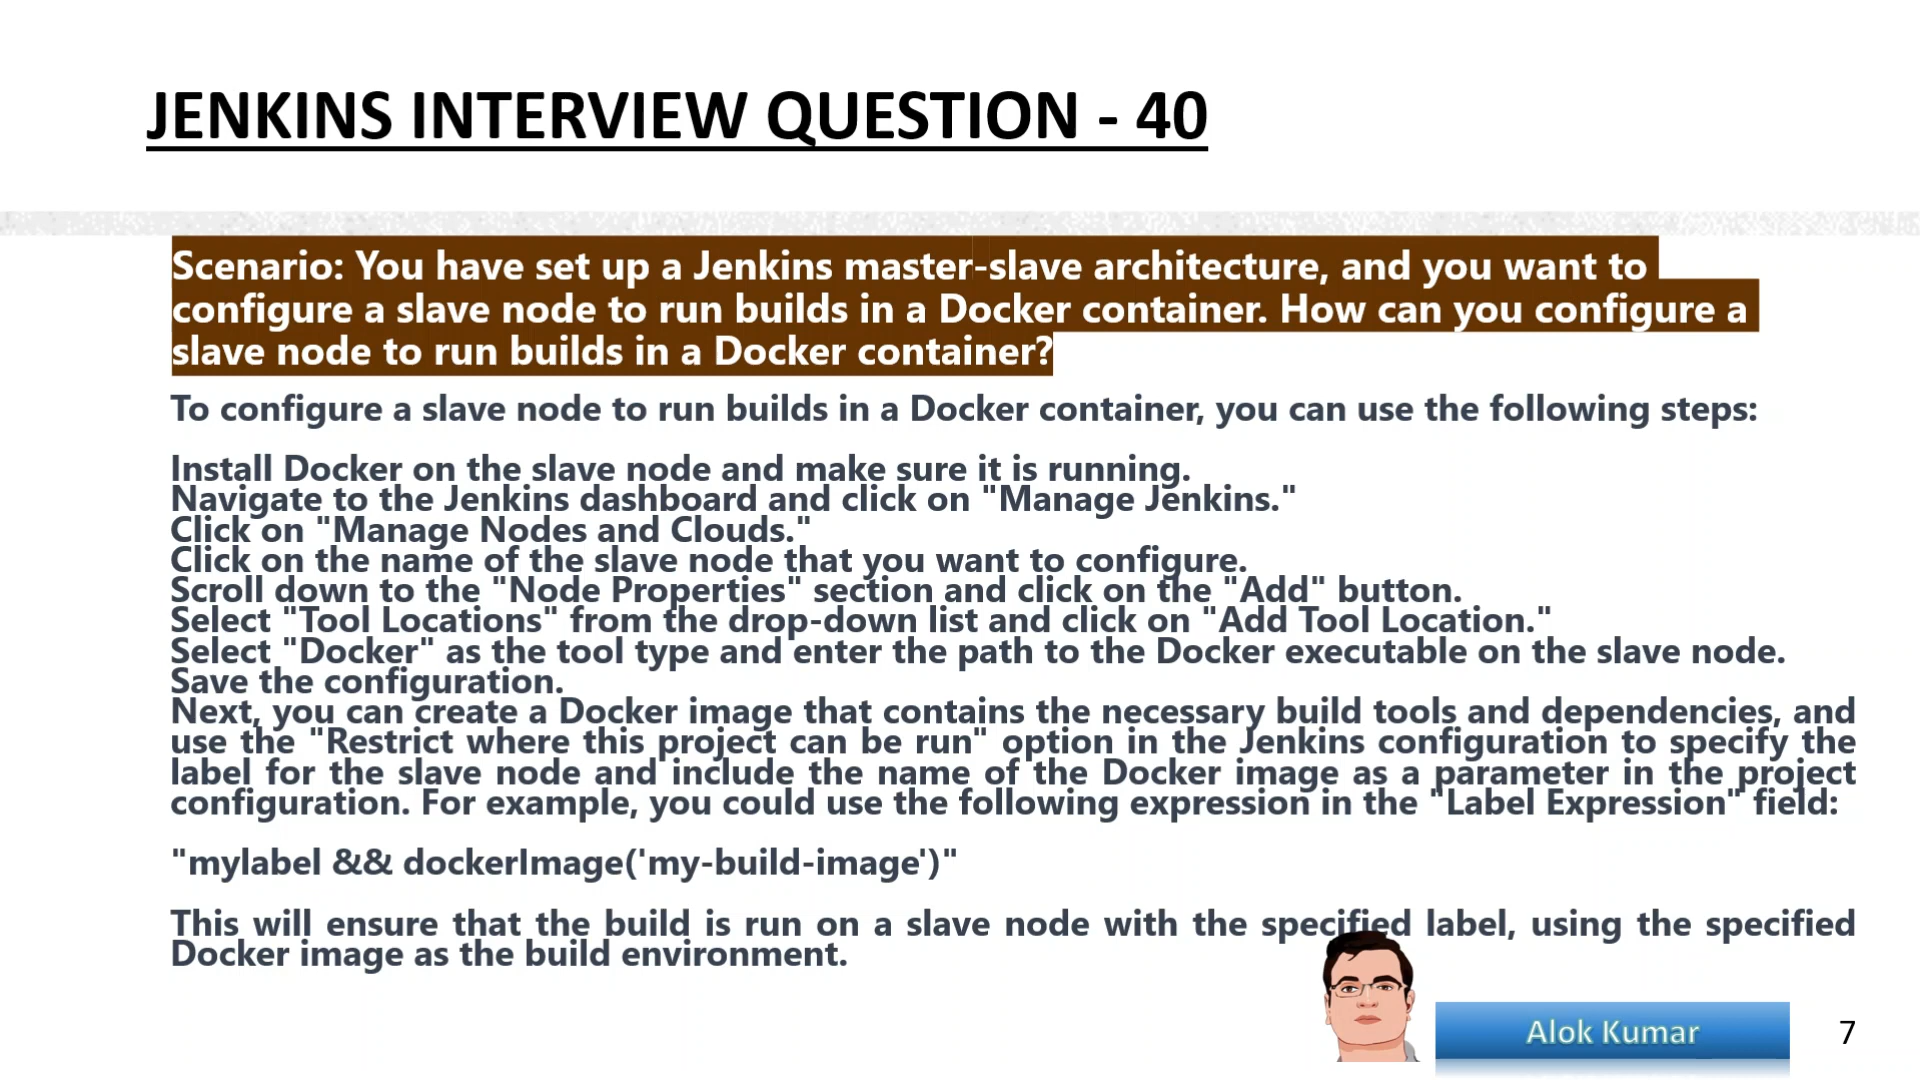 JENKINS INTERVIEW QUESTION - 40
Scenario: You have set up a Jenkins master-slave architecture, and you want to
configure a slave node to run builds in a Docker container. How can you configure a
slave node to run builds in a Docker container?
To configure a slave node to run builds in a Docker container, you can use the following steps:
Install Docker on the slave node and make sure it is running.
Navigate to the Jenkins dashboard and click on "Manage Jenkins."
Click on "Manage Nodes and Clouds."
Click on the name of the slave node that you want to configure.
Scroll down to the "Node Properties" section and click on the "Add" button.
Select "Tool Locations" from the drop-down list and click on "Add Tool Location."
Select "Docker" as the tool type and enter the path to the Docker executable on the slave node.
Save the configuration.
Next, you can create a Docker image that contains the necessary build tools and dependencies, and
use the "Restrict where this project can be run" option in the Jenkins configuration to specify the
label for the slave node and include the name of the Docker image as a parameter in the project
configuration. For example, you could use the following expression in the "Label Expression" field:
"mylabel && dockerImage('my-build-image')"
This will ensure that the build is run on a slave node with the specified label, using the specified
Docker image as the build environment.
Alok Kumar
7